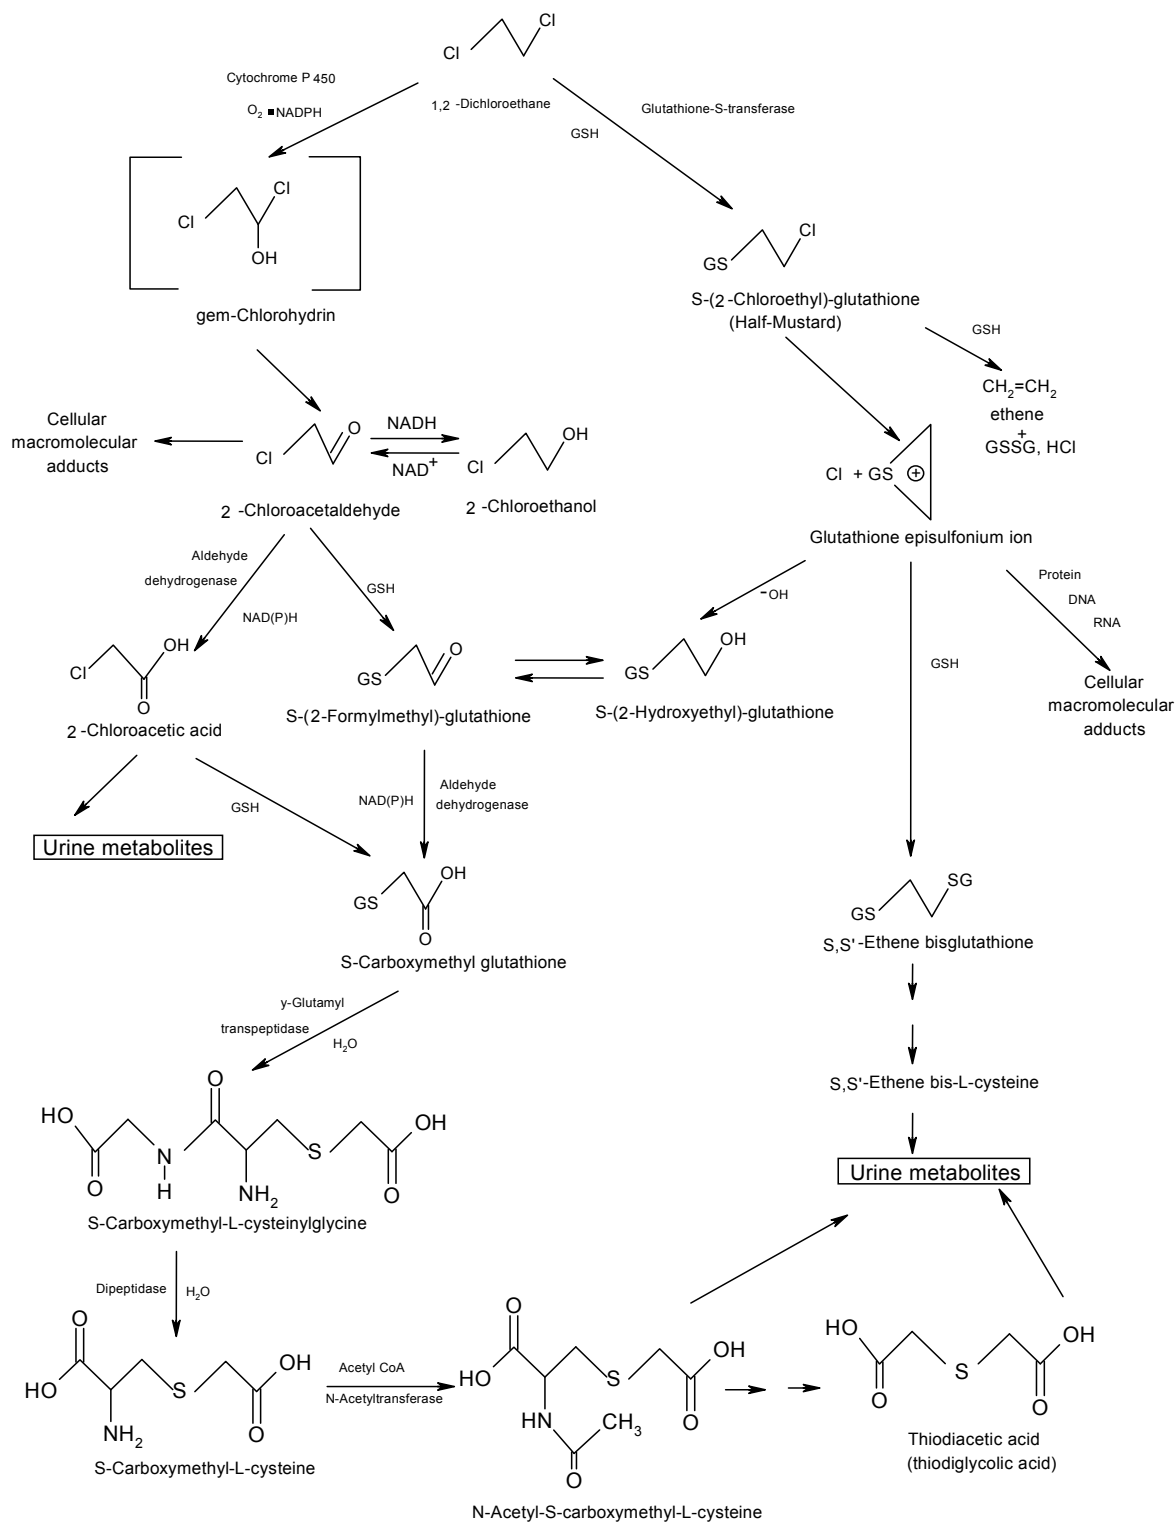 Cl
Cl
Cytochrome P 450
O2 ■NADPH
1,2 -Dichloroethane
Glutathione-S-transferase
GSH
Cl
Cl
OH
gem-Chlorohydrin
Cl
GS
S-(2-Chloroethyl)-glutathione
(Half-Mustard)
GSH
CH2=CH2
ethene
+
GSSG, HCl
Cellular
macromolecular
adducts
Cl
O
NADH
NAD+
OH
Cl
2 -Chloroacetaldehyde
2 -Chloroethanol
Cl + GS
+
Glutathione episulfonium ion
Aldehyde
dehydrogenase
NAD(P)H
GSH
-OH
Protein
DNA
RNA
GSH
Cellular
macromolecular
adducts
OH
Cl
O
2 -Chloroacetic acid
O
GS
S-(2-Formylmethyl)-glutathione
OH
GS
S-(2-Hydroxyethyl)-glutathione
GSH
NAD(P)H
Aldehyde
dehydrogenase
Urine metabolites
OH
GS
O
S-Carboxymethyl glutathione
SG
GS
S,S'-Ethene bisglutathione
y-Glutamyl
transpeptidase
H2O
S,S'-Ethene bis-L-cysteine
HO
O
O
N
H
NH2
S
OH
O
S-Carboxymethyl-L-cysteinylglycine
Urine metabolites
Dipeptidase
H2O
O
HO
NH2
S
OH
O
S-Carboxymethyl-L-cysteine
Acetyl CoA
N-Acetyltransferase
O
HO
HN
CH3
O
S
OH
O
N-Acetyl-S-carboxymethyl-L-cysteine
HO
O
S
OH
O
Thiodiacetic acid
(thiodiglycolic acid)